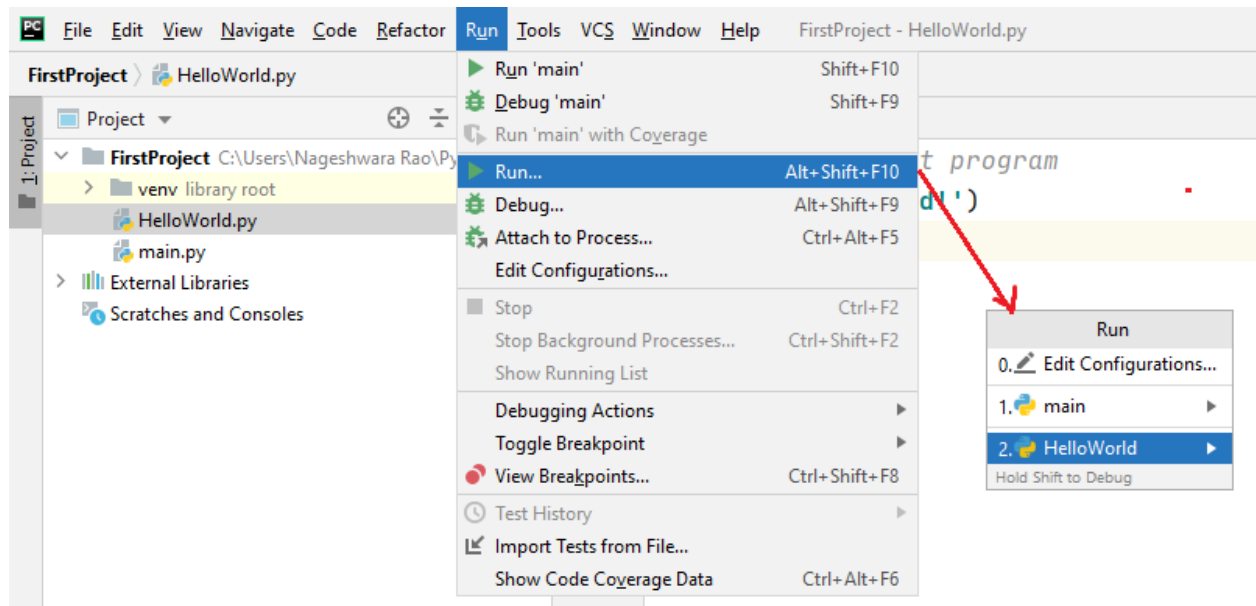 PC File Edit View Navigate Code Refactor Run Tools VCS Window Help FirstProject - HelloWorld.py
FirstProject HelloWorld.py
1: Project
Project
FirstProject C:\Users\Nageshwara Rao\Py
venv library root
HelloWorld.py
main.py
External Libraries
Scratches and Consoles
Run 'main' Shift+F10
Debug 'main' Shift+F9
Run 'main' with Coverage
Run... Alt+Shift+F10
Debug... Alt+Shift+F9
Attach to Process... Ctrl+Alt+F5
Edit Configurations...
Stop Ctrl+F2
Stop Background Processes... Ctrl+Shift+F2
Show Running List
Debugging Actions
Toggle Breakpoint
View Breakpoints... Ctrl+Shift+F8
Test History
Import Tests from File...
Show Code Coverage Data Ctrl+Alt+F6
t program
d!')
Run
0. Edit Configurations...
1. main
2. HelloWorld
Hold Shift to Debug